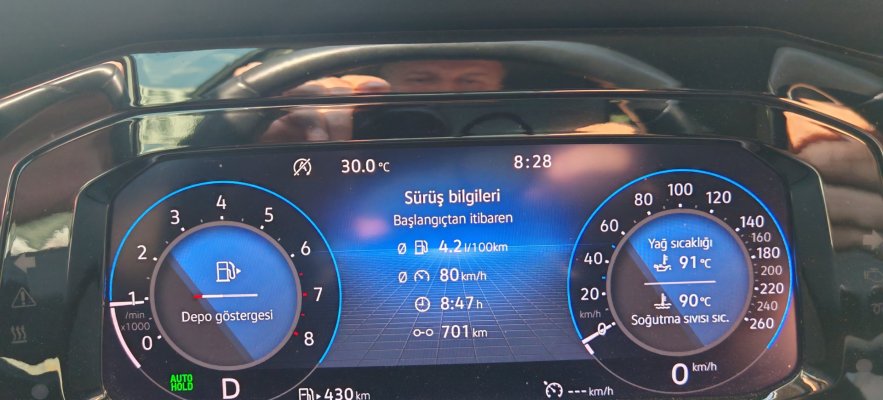 30.0 °C
8:28
Sürüş bilgileri
Başlangıçtan itibaren
Ø 4.2 l/100km
Ø 80 km/h
8:47 h
701 km
0
1
2
3
4
5
6
7
8
/min
x1000
Depo göstergesi
AUTO
HOLD
D
430 km
0
20
40
60
80
100
120
140
160
180
200
220
240
260
km/h
Yağ sıcaklığı
91 °C
90 °C
Soğutma sıvısı sıc.
0 km/h
--- km/h